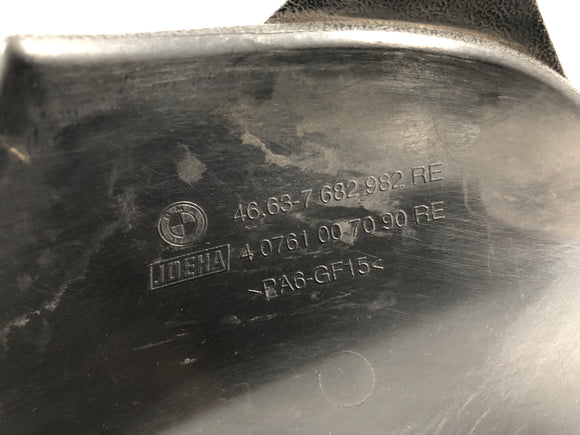 46.63-7 682 982 RE
JOEHA 4 0761 00 70 90 RE
>PA6-GF15<